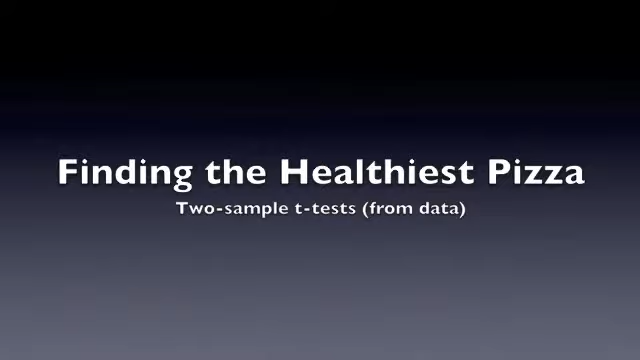 Finding the Healthiest Pizza
Two-sample t-tests (from data)